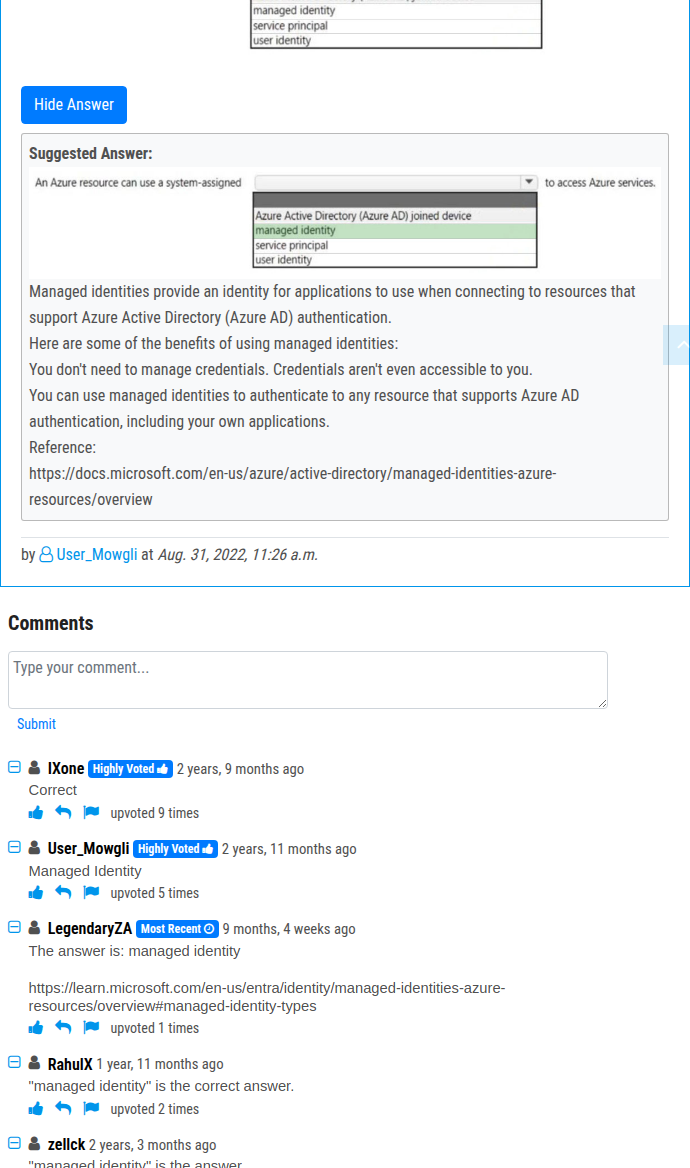 managed identity
service principal
user identity
Hide Answer
Suggested Answer:
An Azure resource can use a system-assigned
to access Azure services.
Azure Active Directory (Azure AD) joined device
managed identity
service principal
user identity
Managed identities provide an identity for applications to use when connecting to resources that
support Azure Active Directory (Azure AD) authentication.
Here are some of the benefits of using managed identities:
You don't need to manage credentials. Credentials aren't even accessible to you.
You can use managed identities to authenticate to any resource that supports Azure AD
authentication, including your own applications.
Reference:
https://docs.microsoft.com/en-us/azure/active-directory/managed-identities-azure-
resources/overview
by User_Mowgli at Aug. 31, 2022, 11:26 a.m.
Comments
Type your comment...
Submit
IXone Highly Voted 2 years, 9 months ago
Correct
upvoted 9 times
User_Mowgli Highly Voted 2 years, 11 months ago
Managed Identity
upvoted 5 times
LegendaryZA Most Recent 9 months, 4 weeks ago
The answer is: managed identity
https://learn.microsoft.com/en-us/entra/identity/managed-identities-azure-
resources/overview#managed-identity-types
upvoted 1 times
RahulX 1 year, 11 months ago
"managed identity" is the correct answer.
upvoted 2 times
zellck 2 years, 3 months ago
"managed identity" is the answer.